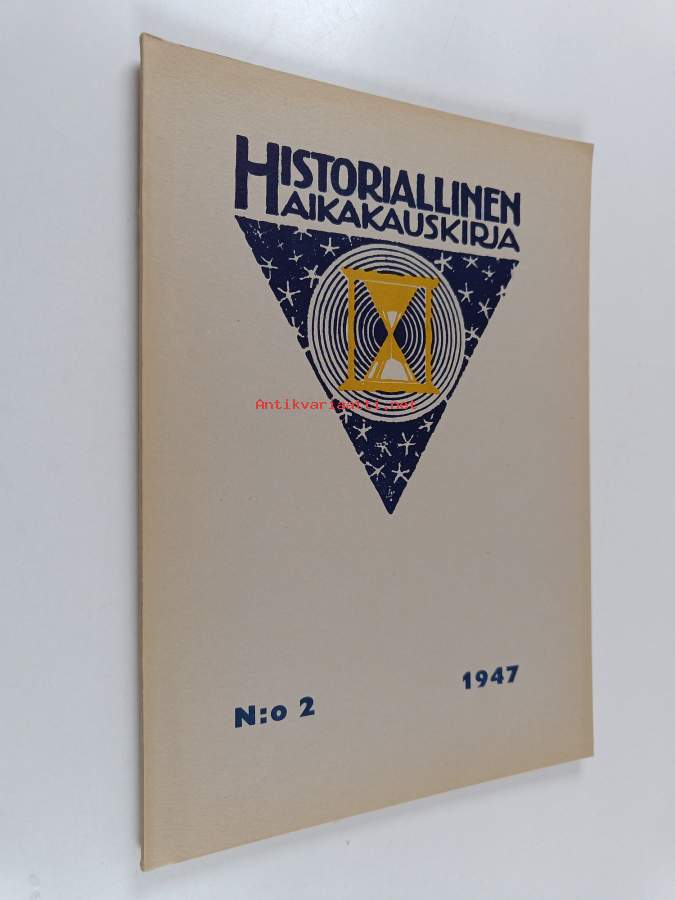 HISTORIALLINEN
AIKAKAUSKIRJA
Antikvariaatti.net
N:o 2
1947